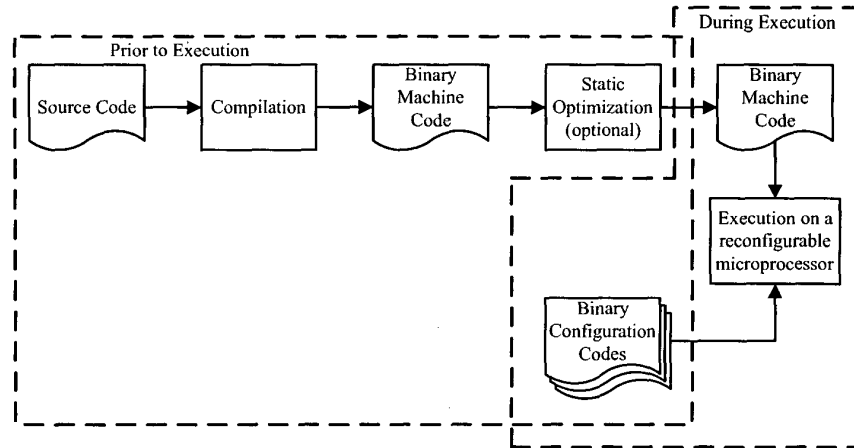 During Execution
Prior to Execution
Source Code
Compilation
Binary
Machine
Code
Static
Optimization
(optional)
Binary
Machine
Code
Execution on a
reconfigurable
microprocessor
Binary
Configuration
Codes